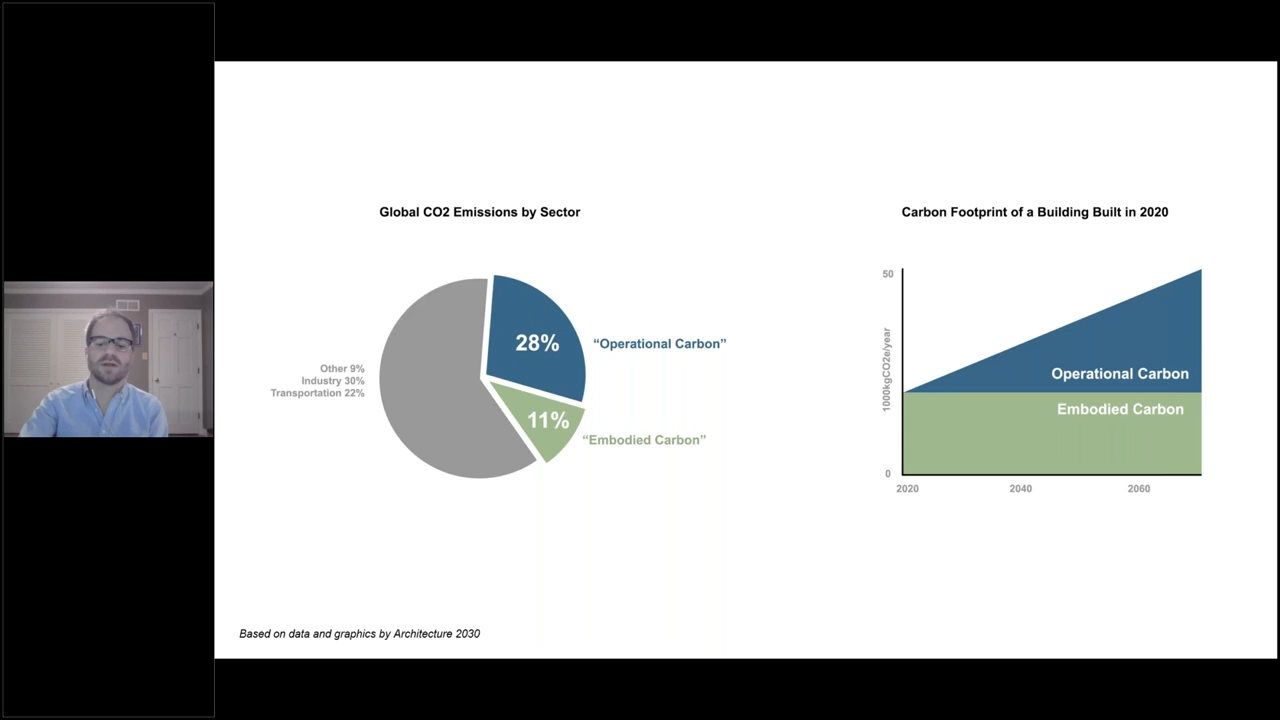 Global CO2 Emissions by Sector
28%
“Operational Carbon”
Other 9%
Industry 30%
Transportation 22%
11%
“Embodied Carbon”
Carbon Footprint of a Building Built in 2020
50
1000kgCO2e/year
Operational Carbon
Embodied Carbon
0
2020
2040
2060
Based on data and graphics by Architecture 2030